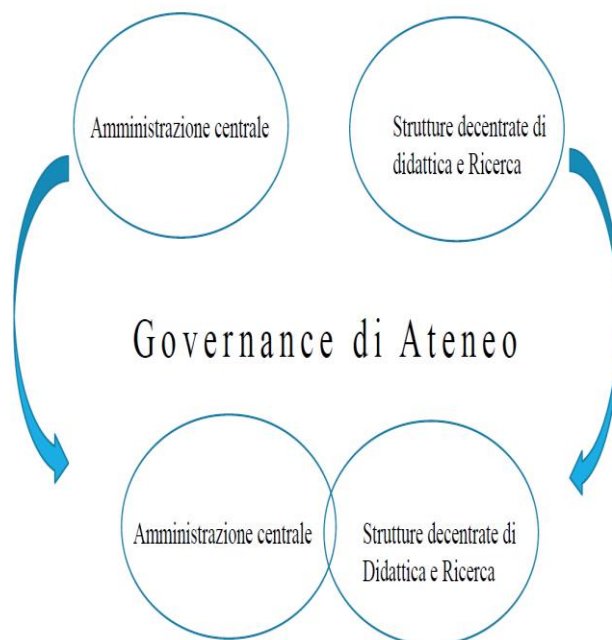 Amministrazione centrale
Strutture decentrate di
didattica e Ricerca
Governance di Ateneo
Amministrazione centrale
Strutture decentrate di
Didattica e Ricerca